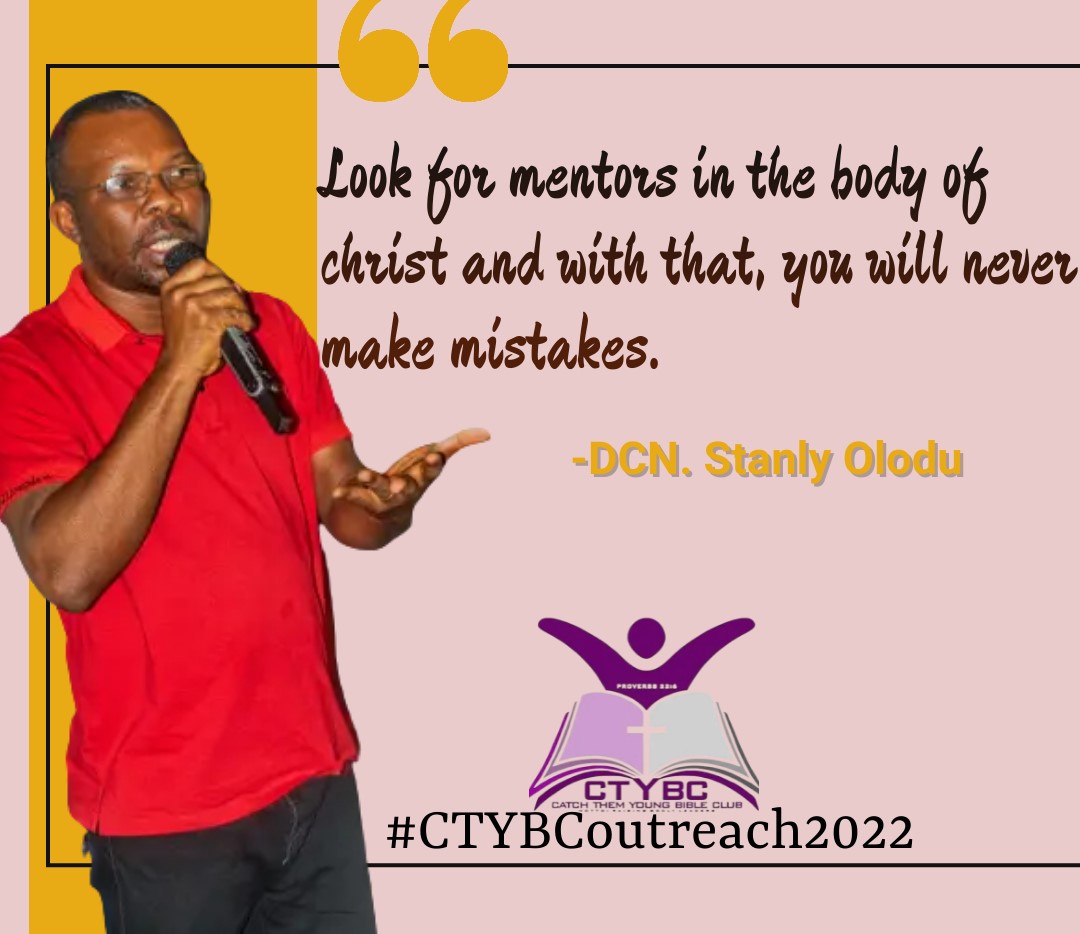 Look for mentors in the body of
christ and with that, you will never
make mistakes.
-DCN. Stanly Olodu
PROVERBS 22:6
CTYBC
CATCH THEM YOUNG BIBLE CLUB
#CTYBCoutreach2022